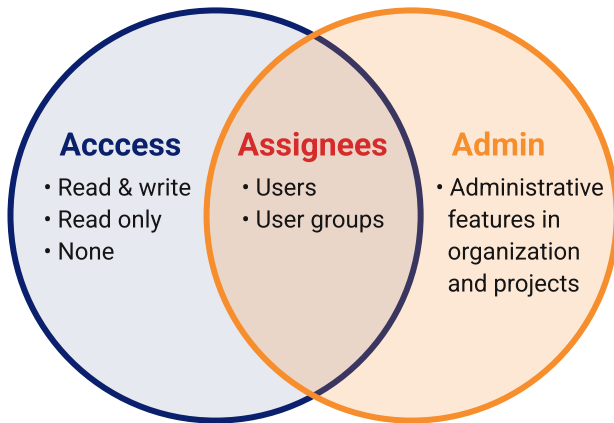 Acccess
• Read & write
• Read only
• None
Assignees
• Users
• User groups
Admin
• Administrative
features in
organization
and projects